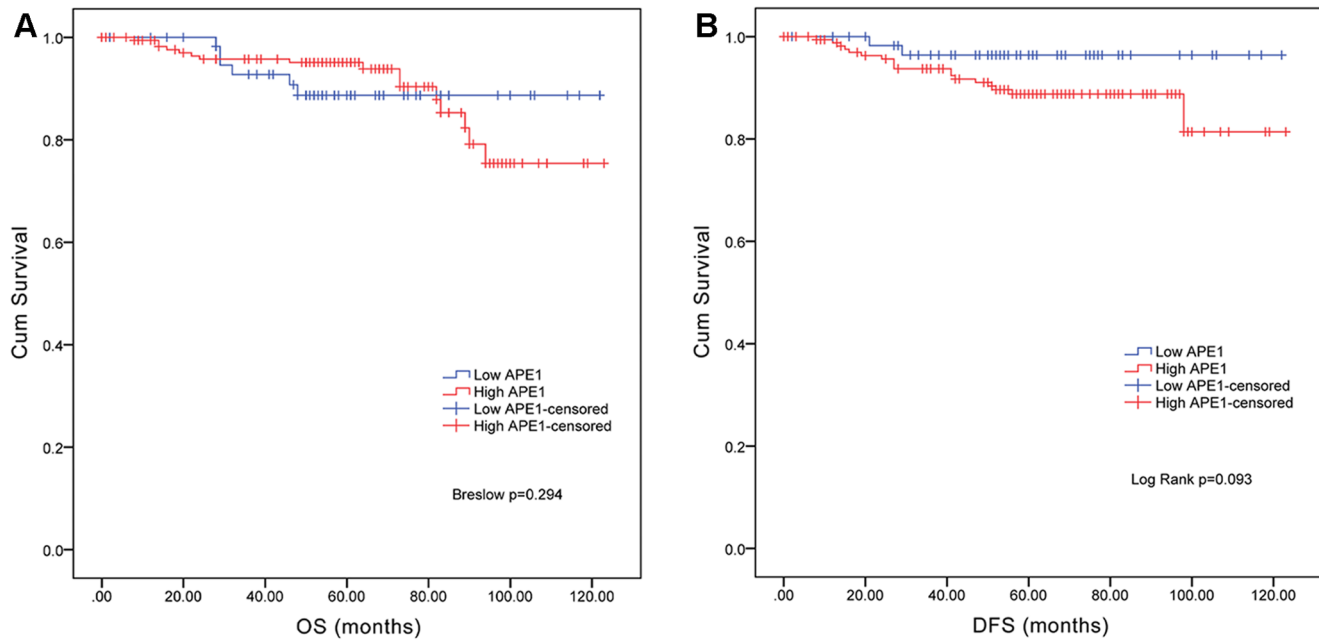 A
1.0
0.8
0.6
0.4
0.2
0.0
Cum Survival
Low APE1
High APE1
Low APE1-censored
High APE1-censored
Breslow p=0.294
.00 20.00 40.00 60.00 80.00 100.00 120.00
OS (months)
B
1.0
0.8
0.6
0.4
0.2
0.0
Cum Survival
Low APE1
High APE1
Low APE1-censored
High APE1-censored
Log Rank p=0.093
.00 20.00 40.00 60.00 80.00 100.00 120.00
DFS (months)